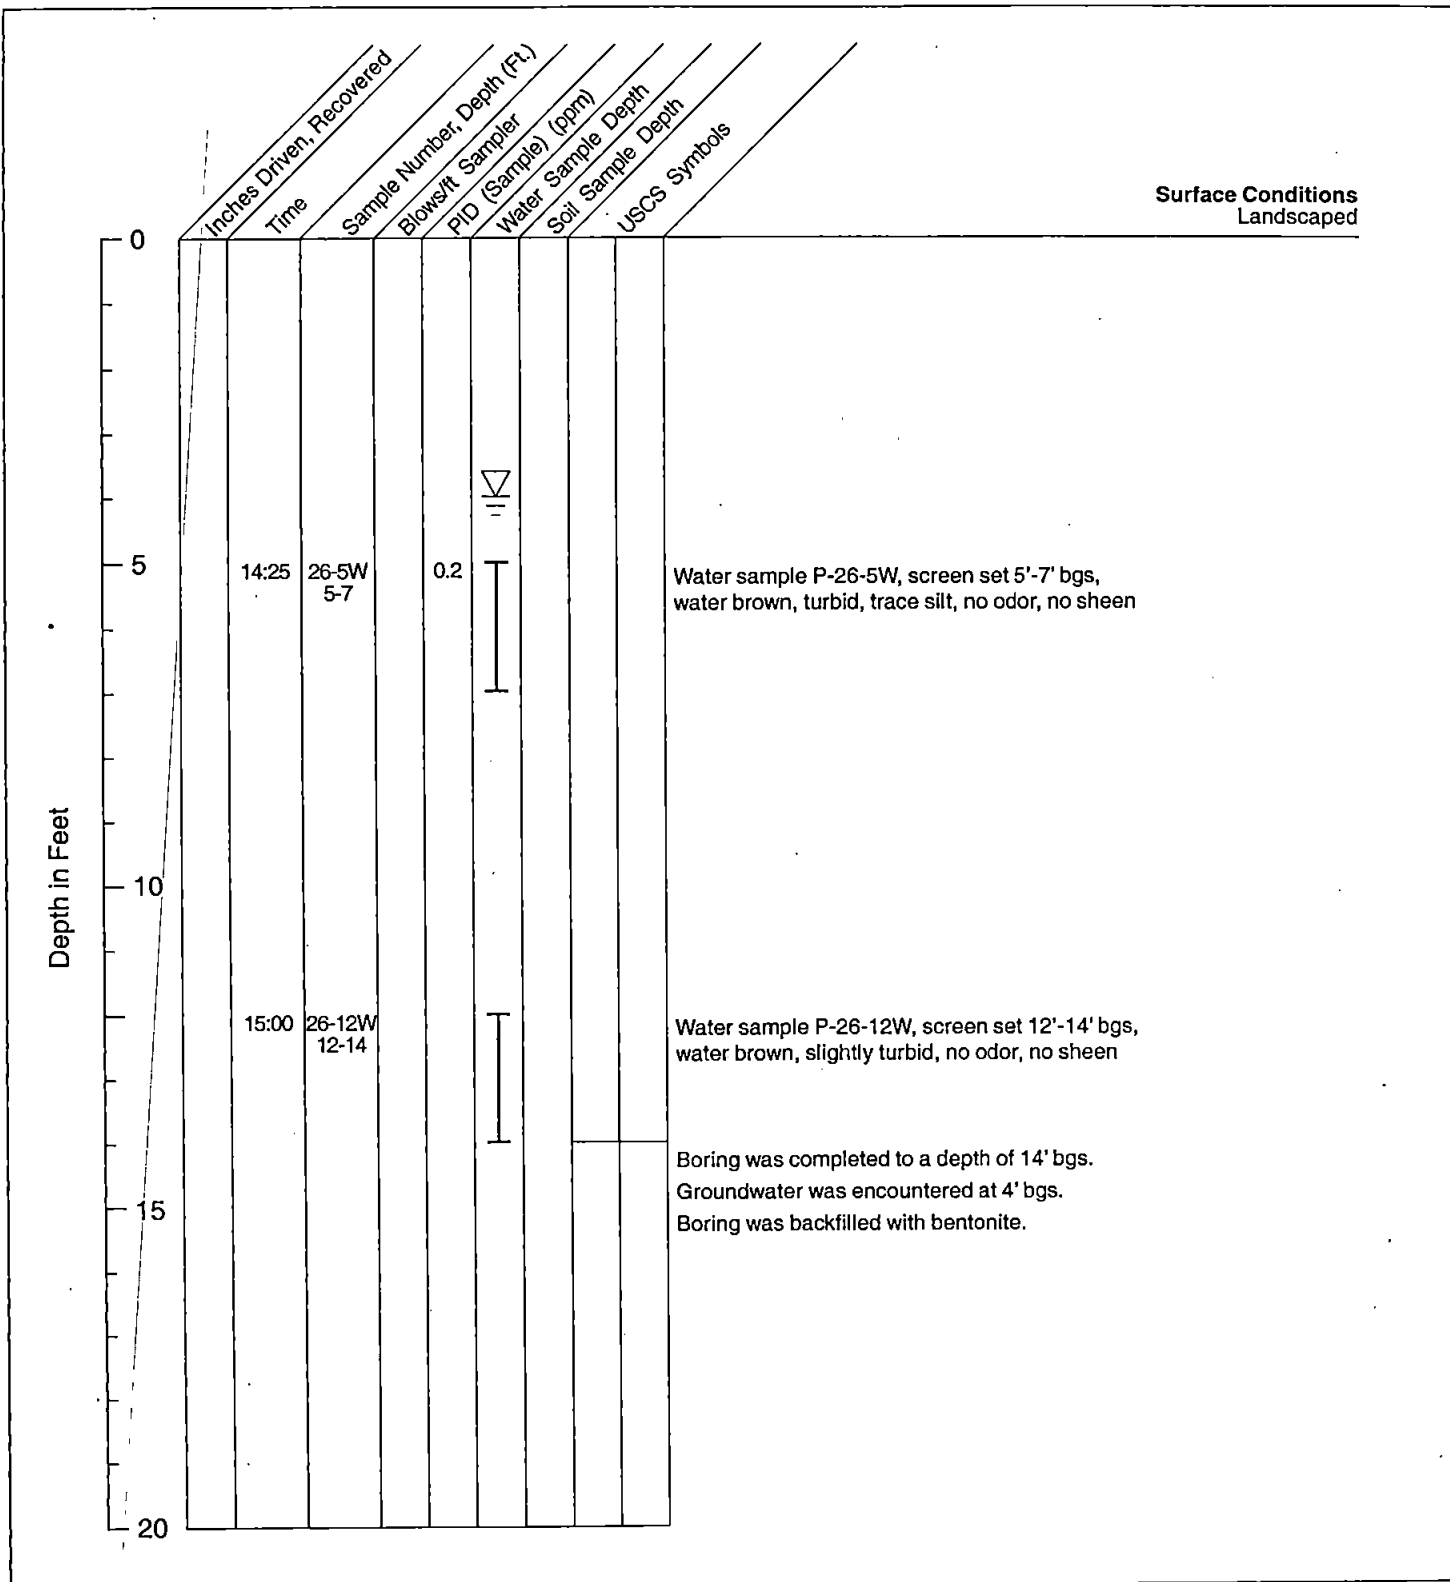 Inches Driven, Recovered
Time
Sample Number, Depth (Ft.)
Blows/ft Sampler
PID (Sample) (ppm)
Water Sample Depth
Soil Sample Depth
USCS Symbols
Surface Conditions
Landscaped
0
5
14:25 26-5W 0.2
5-7
Water sample P-26-5W, screen set 5'-7' bgs,
water brown, turbid, trace silt, no odor, no sheen
Depth in Feet
10
15:00 26-12W
12-14
Water sample P-26-12W, screen set 12'-14' bgs,
water brown, slightly turbid, no odor, no sheen
Boring was completed to a depth of 14' bgs.
Groundwater was encountered at 4' bgs.
15
Boring was backfilled with bentonite.
20